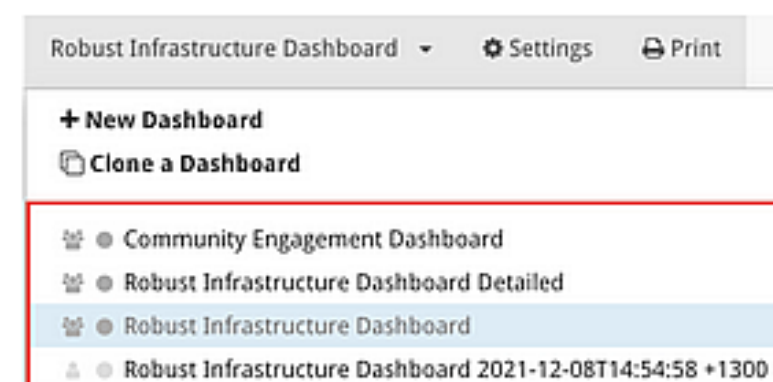 Robust Infrastructure Dashboard Settings Print
New Dashboard
Clone a Dashboard
Community Engagement Dashboard
Robust Infrastructure Dashboard Detailed
Robust Infrastructure Dashboard
Robust Infrastructure Dashboard 2021-12-08T14:54:58 +1300